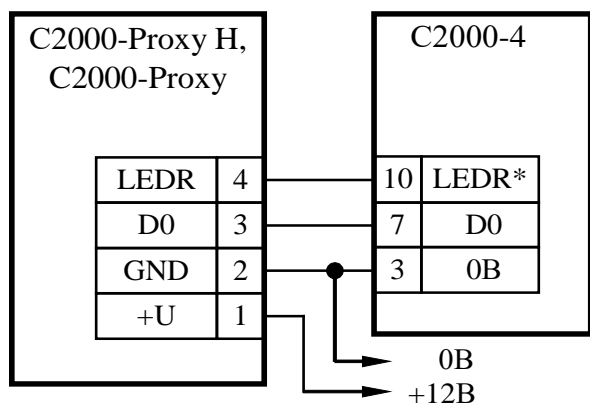 C2000-Proxy H,
C2000-Proxy
LEDR 4
D0 3
GND 2
+U 1
C2000-4
10 LEDR*
7 D0
3 0В
0В
+12В